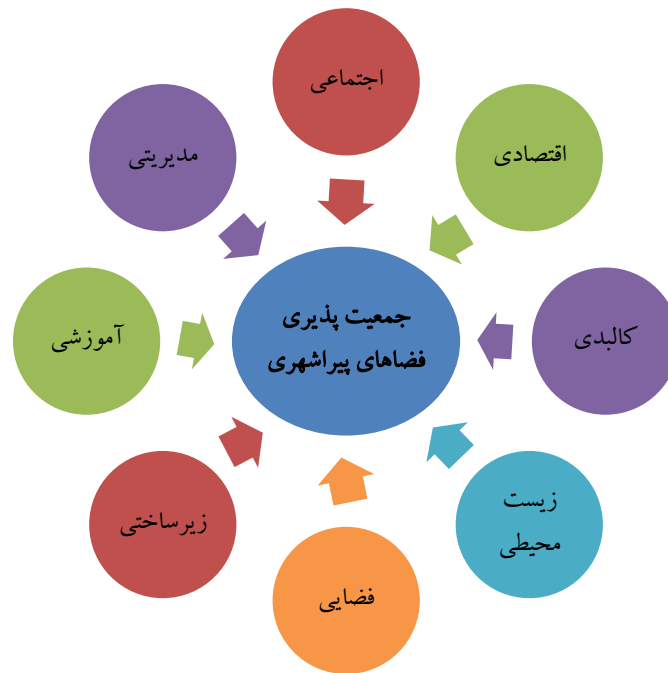 اجتماعی
اقتصادی
کالبدی
زیست
محیطی
فضایی
زیرساختی
آموزشی
مدیریتی
جمعیت پذیری
فضاهای پیراشهری